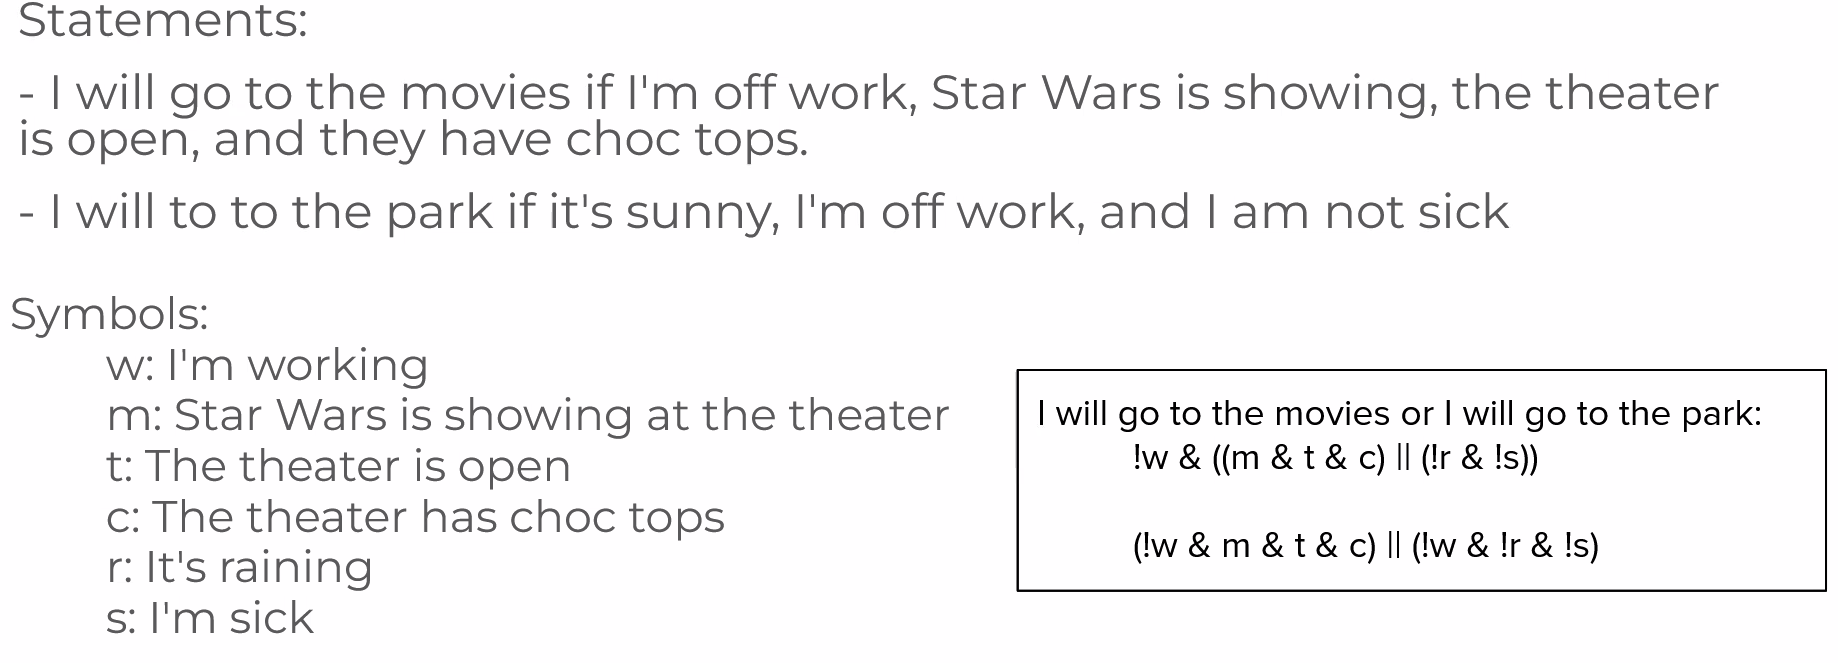 Statements:
- I will go to the movies if I'm off work, Star Wars is showing, the theater
is open, and they have choc tops.
- I will to to the park if it's sunny, I'm off work, and I am not sick
Symbols:
w: I'm working
m: Star Wars is showing at the theater
t: The theater is open
c: The theater has choc tops
r: It's raining
s: I'm sick
I will go to the movies or I will go to the park:
!w & ((m & t & c) || (!r & !s))
(!w & m & t & c) || (!w & !r & !s)